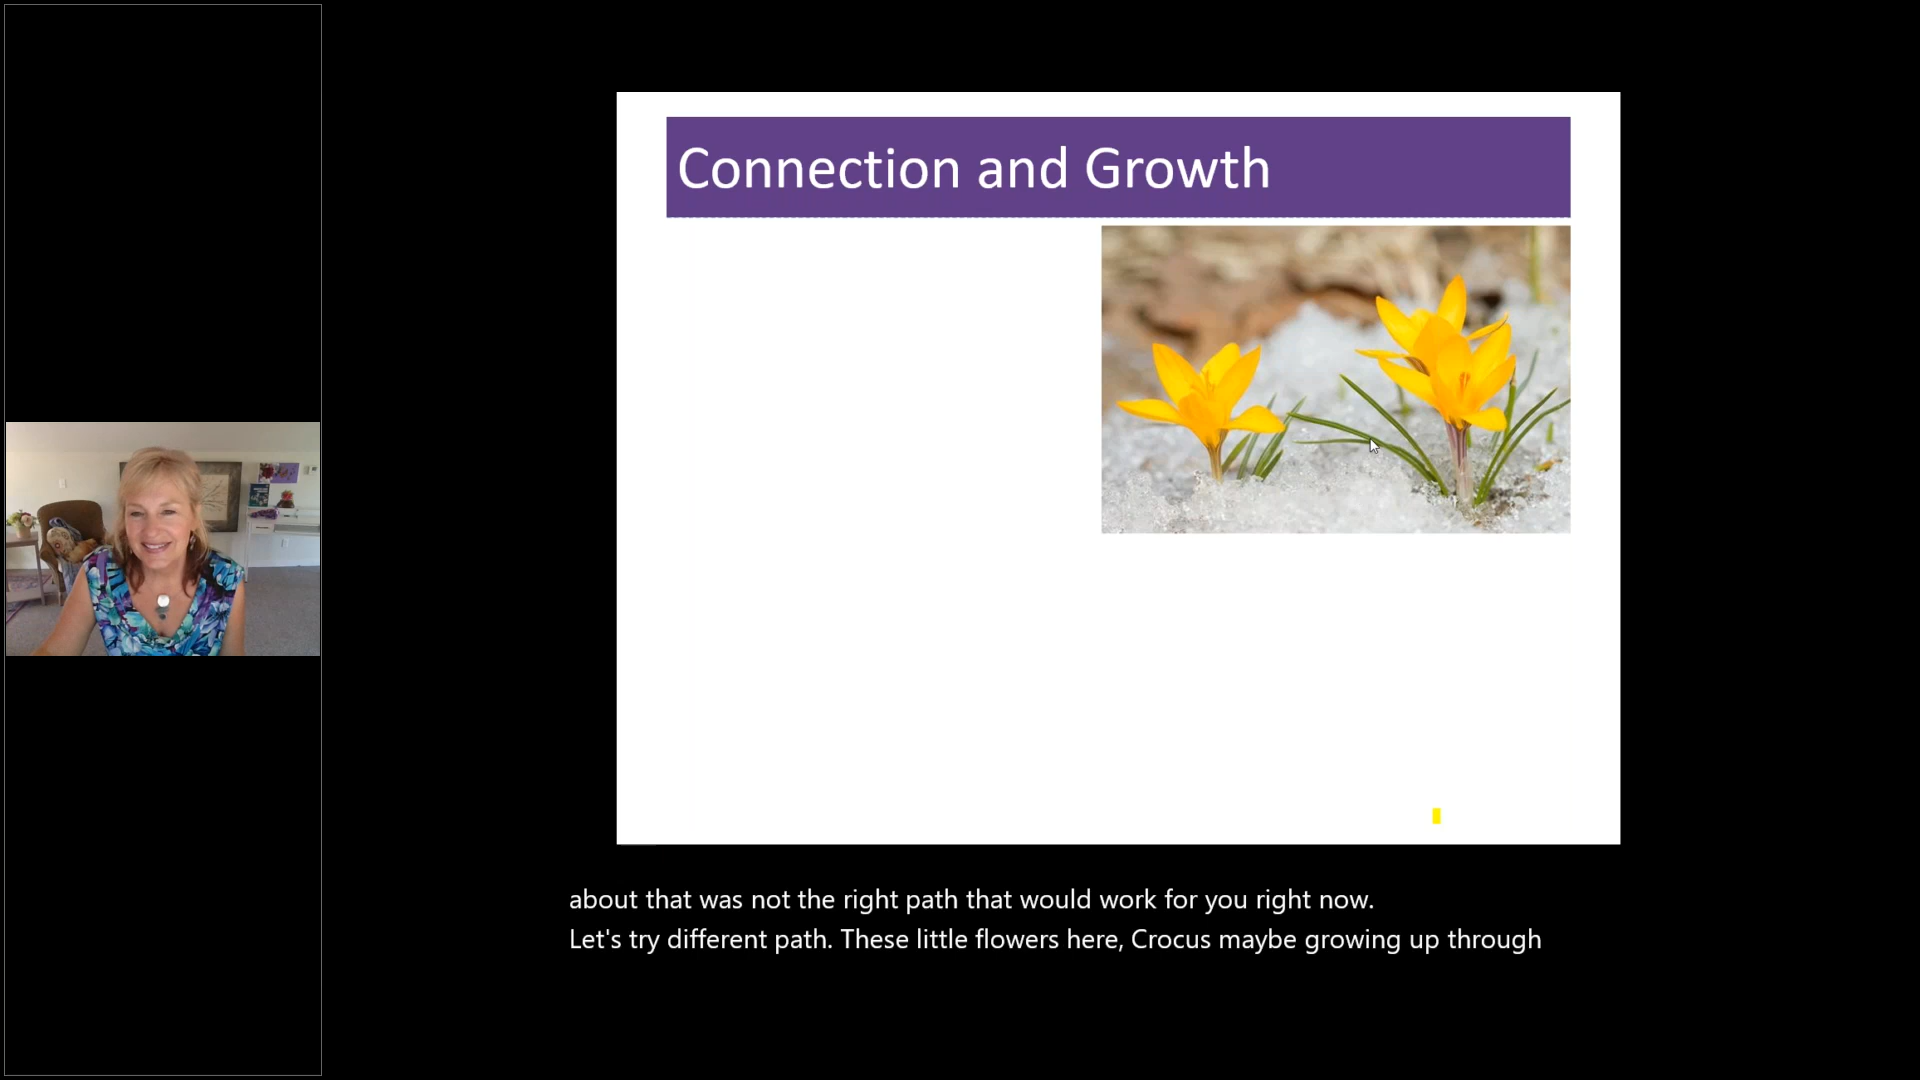 Connection and Growth
about that was not the right path that would work for you right now.
Let's try different path. These little flowers here, Crocus maybe growing up through